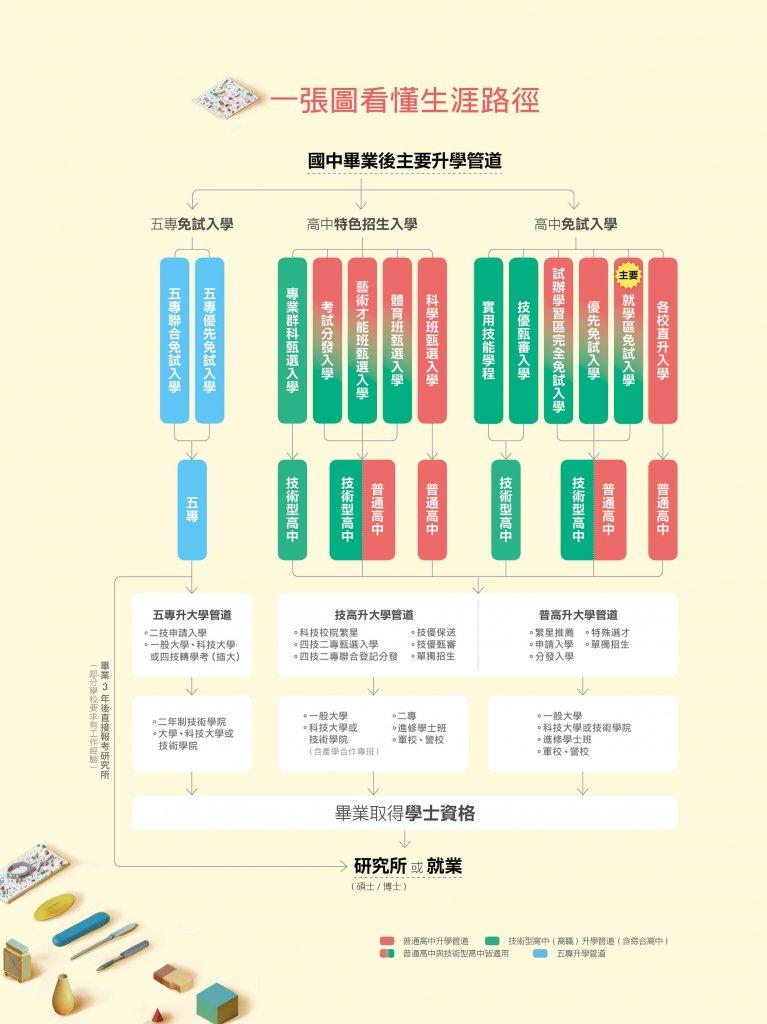 一張圖看懂生涯路徑
國中畢業後主要升學管道
五專免試入學
高中特色招生入學
高中免試入學
五專聯合免試入學
五專優先免試入學
專業群科甄選入學
考試分發入學
藝術才能班甄選入學
體育班甄選入學
科學班甄選入學
實用技能學程
技優甄審入學
試辦學習區完全免試入學
優先免試入學
主要
就學區免試入學
各校直升入學
五專
技術型高中
技術型高中
普通高中
普通高中
技術型高中
技術型高中
普通高中
普通高中
五專升大學管道
二技申請入學
一般大學、科技大學
或四技轉學考（插大）
技高升大學管道
科技校院繁星
四技二專甄選入學
四技二專聯合登記分發
技優保送
技優甄審
單獨招生
普高升大學管道
繁星推薦
申請入學
分發入學
特殊選才
單獨招生
畢業3年後直接報考研究所
（部分學校要求有工作經驗）
二年制技術學院
大學、科技大學或
技術學院
一般大學
科技大學或
技術學院
（含產學合作專班）
二專
進修學士班
軍校、警校
一般大學
科技大學或技術學院
進修學士班
軍校、警校
畢業取得學士資格
研究所 或 就業
（碩士 / 博士）
普通高中升學管道
技術型高中（高職）升學管道（含綜合高中）
普通高中與技術型高中皆適用
五專升學管道